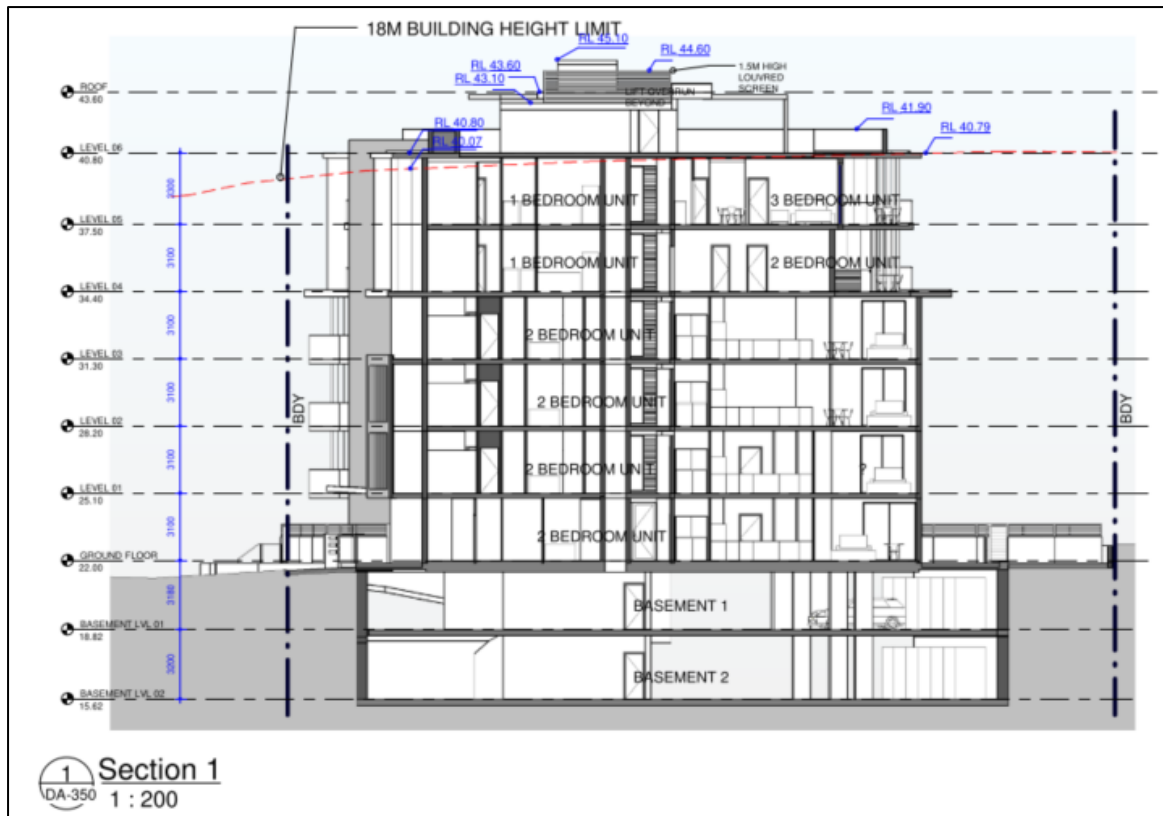 18M BUILDING HEIGHT LIMIT
RL 45.10
RL 44.60
RL 43.60
RL 43.10
1.5M HIGH
LOUVRED
SCREEN
LIFT OVERRUN
BEYOND
ROOF
43.60
RL 41.90
RL 40.80
RL 40.79
RL 40.07
LEVEL 06
40.80
3300
1 BEDROOM UNIT
3 BEDROOM UNIT
LEVEL 05
37.50
3100
1 BEDROOM UNIT
2 BEDROOM UNIT
LEVEL 04
34.40
3100
2 BEDROOM UNIT
LEVEL 03
31.30
3100
2 BEDROOM UNIT
BDY
BDY
LEVEL 02
28.20
3100
2 BEDROOM UNIT
?
LEVEL 01
25.10
3100
2 BEDROOM UNIT
GROUND FLOOR
22.00
3180
BASEMENT 1
BASEMENT LVL 01
18.82
3200
BASEMENT 2
BASEMENT LVL 02
15.62
1
DA-350
Section 1
1 : 200